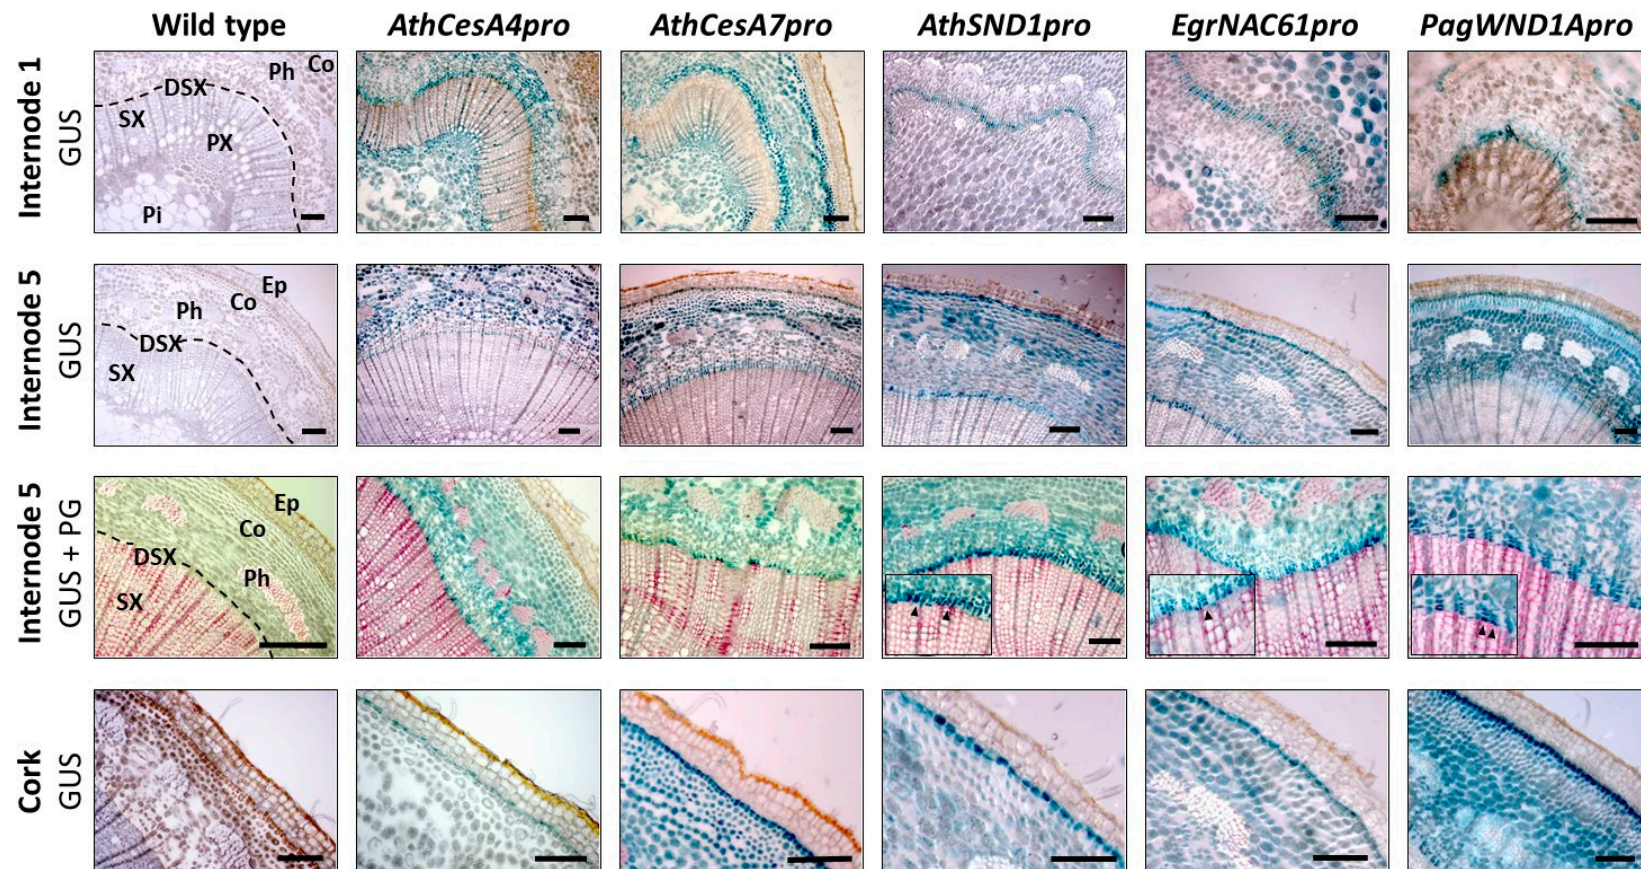 Wild type AthCesA4pro AthCesA7pro AthSND1pro EgrNAC61pro PagWND1Apro
Internode 1
GUS
Co
Ph
DSX
SX
PX
Pi
Internode 5
GUS
Ep
Co
Ph
DSX
SX
Internode 5
GUS + PG
Ep
Co
DSX
Ph
SX
Cork
GUS